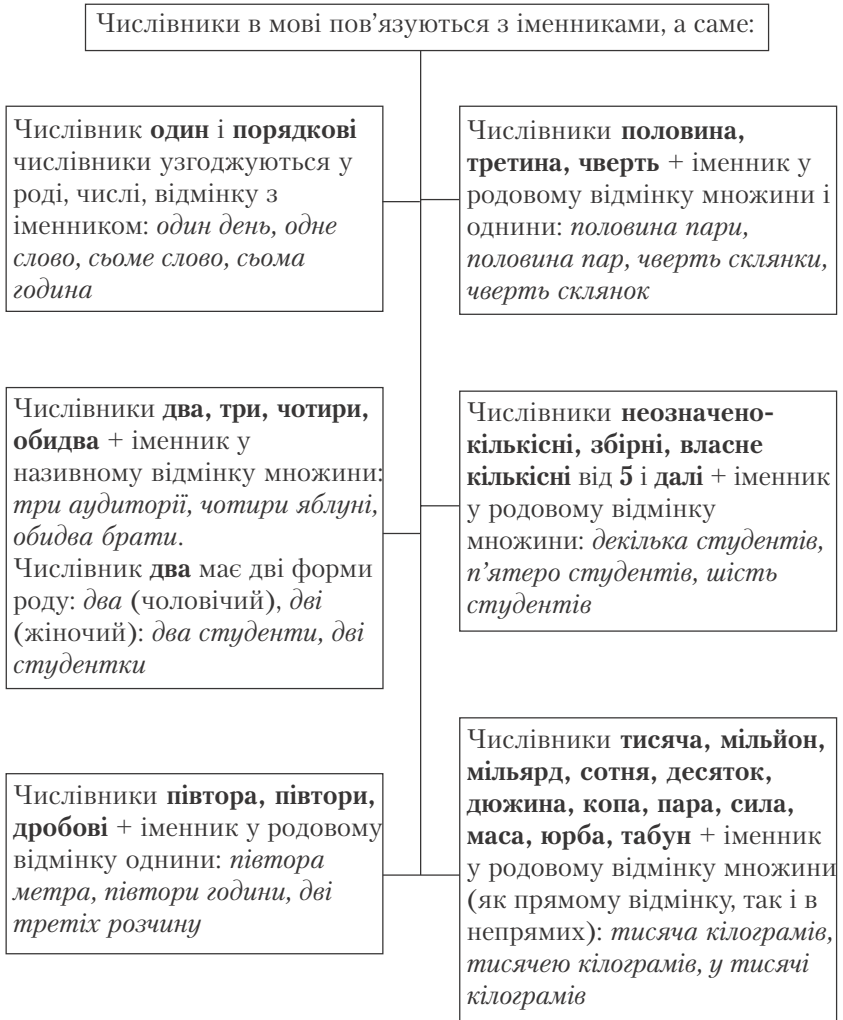 Числівники в мові пов’язуються з іменниками, а саме:
Числівник один і порядкові
числівники узгоджуються у
роді, числі, відмінку з
іменником: один день, одне
слово, сьоме слово, сьома
година
Числівники половина,
третина, чверть + іменник у
родовому відмінку множини і
однини: половина пари,
половина пар, чверть склянки,
чверть склянок
Числівники два, три, чотири,
обидва + іменник у
називному відмінку множини:
три аудиторії, чотири яблуні,
обидва брати.
Числівник два має дві форми
роду: два (чоловічий), дві
(жіночий): два студенти, дві
студентки
Числівники неозначено-
кількісні, збірні, власне
кількісні від 5 і далі + іменник
у родовому відмінку
множини: декілька студентів,
п’ятеро студентів, шість
студентів
Числівники півтора, півтори,
дробові + іменник у родовому
відмінку однини: півтора
метра, півтори години, дві
третіх розчину
Числівники тисяча, мільйон,
мільярд, сотня, десяток,
дюжина, копа, пара, сила,
маса, юрба, табун + іменник
у родовому відмінку множини
(як прямого відмінку, так і в
непрямих): тисяча кілограмів,
тисячею кілограмів, у тисячі
кілограмів